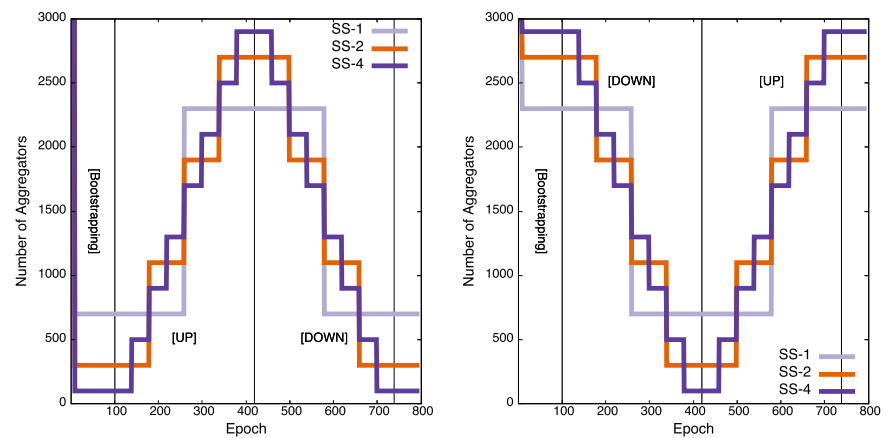 3000
2500
2000
1500
1000
500
0
Number of Aggregators
[Bootstrapping]
SS-1
SS-2
SS-4
[UP]
[DOWN]
100 200 300 400 500 600 700 800
Epoch
3000
2500
2000
1500
1000
500
0
Number of Aggregators
[Bootstrapping]
[DOWN]
[UP]
SS-1
SS-2
SS-4
100 200 300 400 500 600 700 800
Epoch